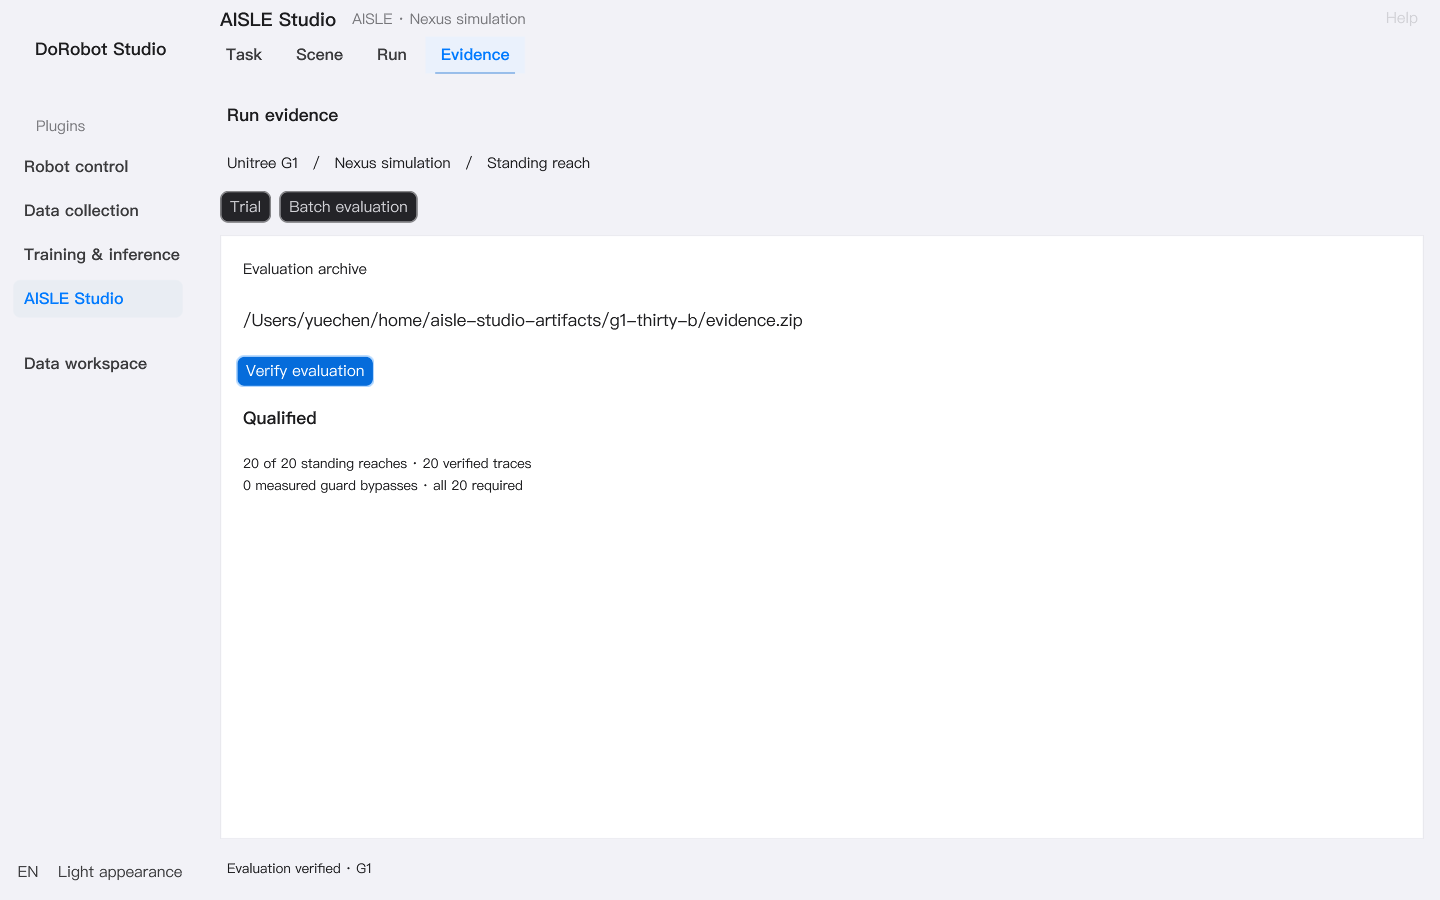 AISLE Studio AISLE · Nexus simulation
Help
DoRobot Studio
Task Scene Run Evidence
Plugins
Robot control
Data collection
Training & inference
AISLE Studio
Data workspace
EN Light appearance
Run evidence
Unitree G1 / Nexus simulation / Standing reach
Trial Batch evaluation
Evaluation archive
/Users/yuechen/home/aisle-studio-artifacts/g1-thirty-b/evidence.zip
Verify evaluation
Qualified
20 of 20 standing reaches · 20 verified traces
0 measured guard bypasses · all 20 required
Evaluation verified · G1